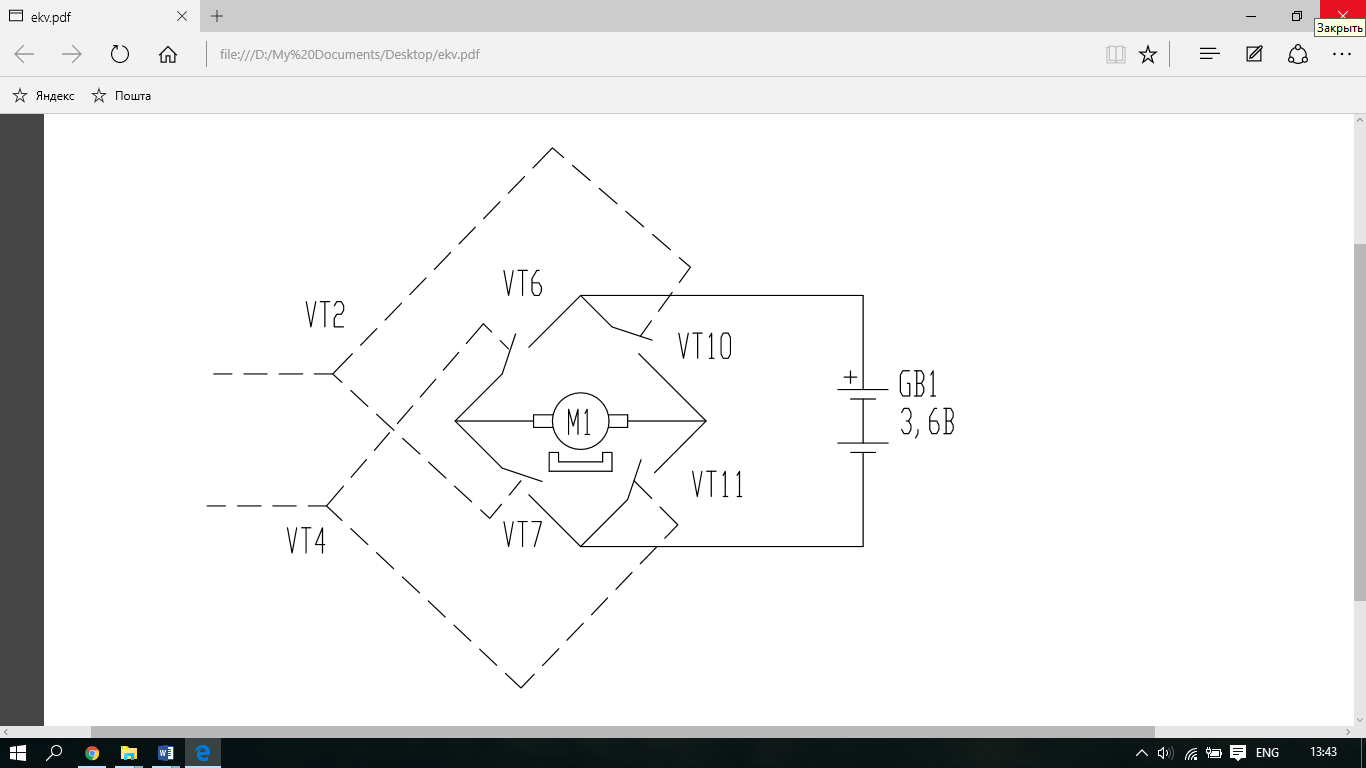 ekv.pdf
Закрыть
file:///D:/My%20Documents/Desktop/ekv.pdf
Яндекс
Пошта
VT6
VT2
VT10
+
GB1
3,6В
M1
VT11
VT7
VT4
ENG
13:43